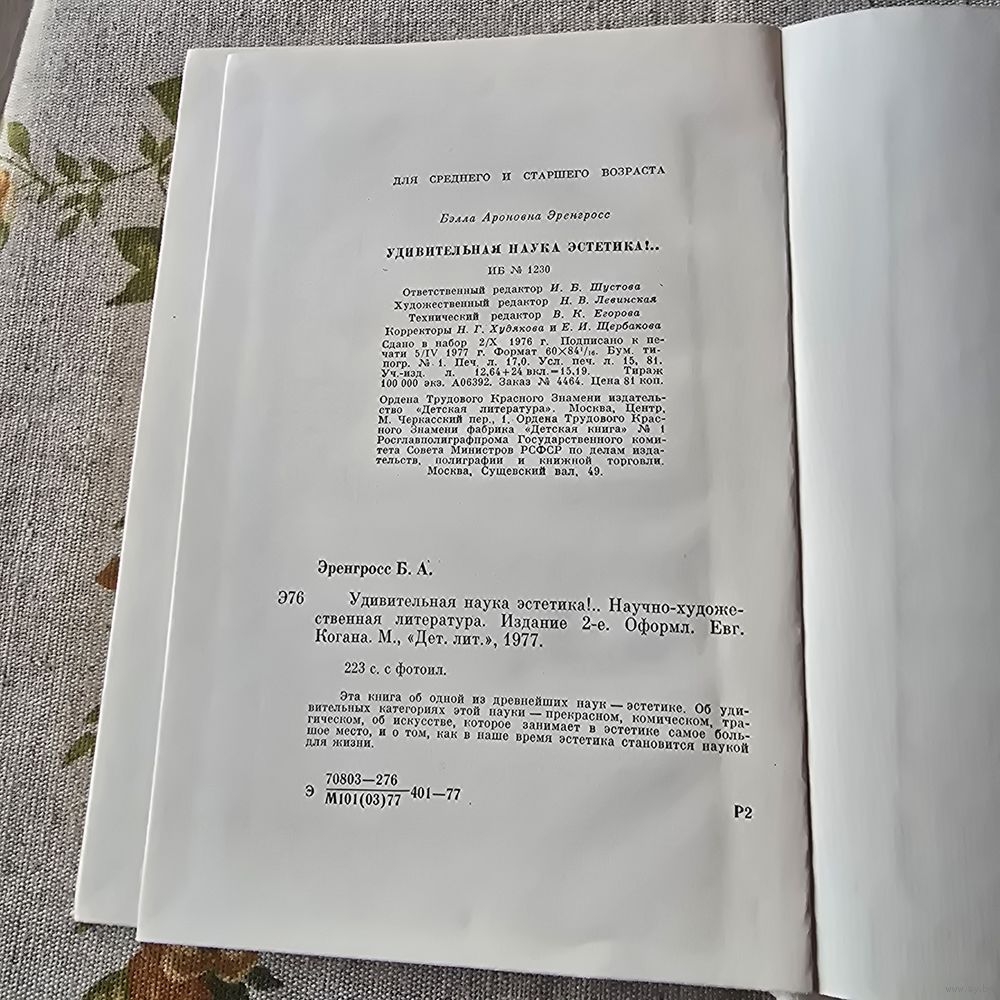 ДЛЯ СРЕДНЕГО И СТАРШЕГО ВОЗРАСТА
Бэлла Ароновна Эренгросс
УДИВИТЕЛЬНАЯ НАУКА ЭСТЕТИКА!..
ИБ № 1230
Ответственный редактор И. Б. Шустова
Художественный редактор Н. В. Левинская
Технический редактор В. К. Егорова
Корректоры Н. Г. Худякова и Е. И. Щербакова
Сдано в набор 2/X 1976 г. Подписано к пе-
чати 5/IV 1977 г. Формат 60X84¹/₁₆. Бум. ти-
погр. № 1. Печ. л. 17,0. Усл. печ. л. 15, 81.
Уч.-изд. л. 12,64+24 вкл.=15,19. Тираж
100 000 экз. А06392. Заказ № 4464. Цена 81 коп.
Ордена Трудового Красного Знамени издатель-
ство «Детская литература». Москва, Центр,
М. Черкасский пер., 1. Ордена Трудового Крас-
ного Знамени фабрика «Детская книга» № 1
Росглавполиграфпрома Государственного коми-
тета Совета Министров РСФСР по делам изда-
тельств, полиграфии и книжной торговли.
Москва, Сущевский вал, 49.
Эренгросс Б. А.
Э76 Удивительная наука эстетика!.. Научно-художе-
ственная литература. Издание 2-е. Оформл. Евг.
Когана. М., «Дет. лит.», 1977.
223 с. с фотоил.
Эта книга об одной из древнейших наук — эстетике. Об уди-
вительных категориях этой науки — прекрасном, комическом, тра-
гическом, об искусстве, которое занимает в эстетике самое боль-
шое место, и о том, как в наше время эстетика становится наукой
для жизни.
70803—276
Э 401—77
М101(03)77
Р2